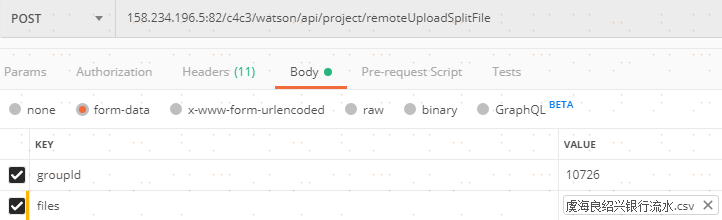 POST 158.234.196.5:82/c4c3/watson/api/project/remoteUploadSplitFile
Params Authorization Headers (11) Body Pre-request Script Tests
none form-data x-www-form-urlencoded raw binary GraphQL BETA
KEY VALUE
groupId 10726
files 虞海良绍兴银行流水.csv